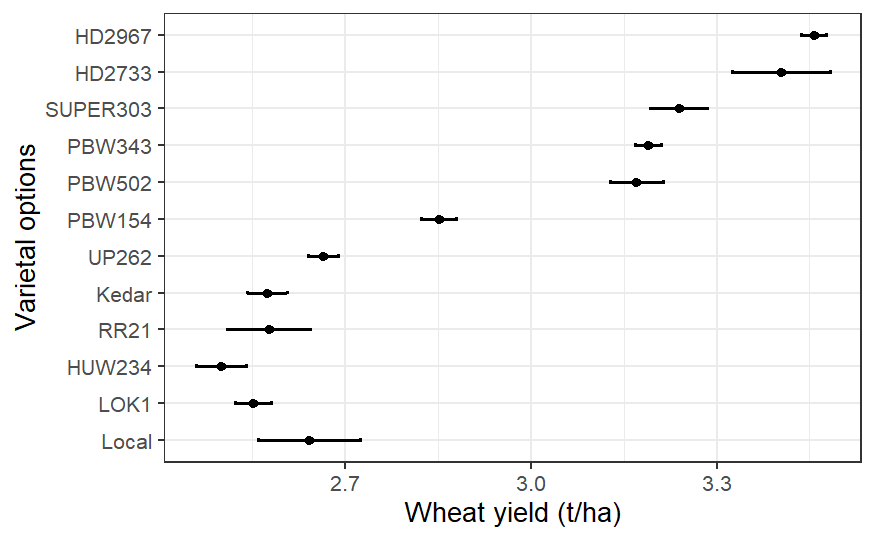 Varietal options
HD2967
HD2733
SUPER303
PBW343
PBW502
PBW154
UP262
Kedar
RR21
HUW234
LOK1
Local
2.7 3.0 3.3
Wheat yield (t/ha)